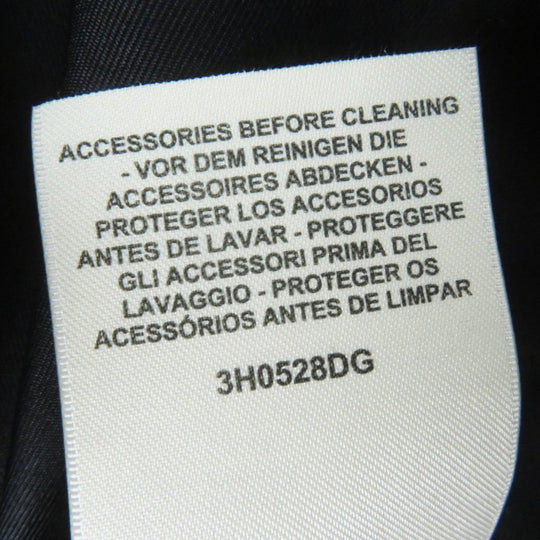 ACCESSORIES BEFORE CLEANING
- VOR DEM REINIGEN DIE
ACCESSOIRES ABDECKEN -
PROTEGER LOS ACCESORIOS
ANTES DE LAVAR - PROTEGGERE
GLI ACCESSORI PRIMA DEL
LAVAGGIO - PROTEGER OS
ACESSÓRIOS ANTES DE LIMPAR
3H0528DG